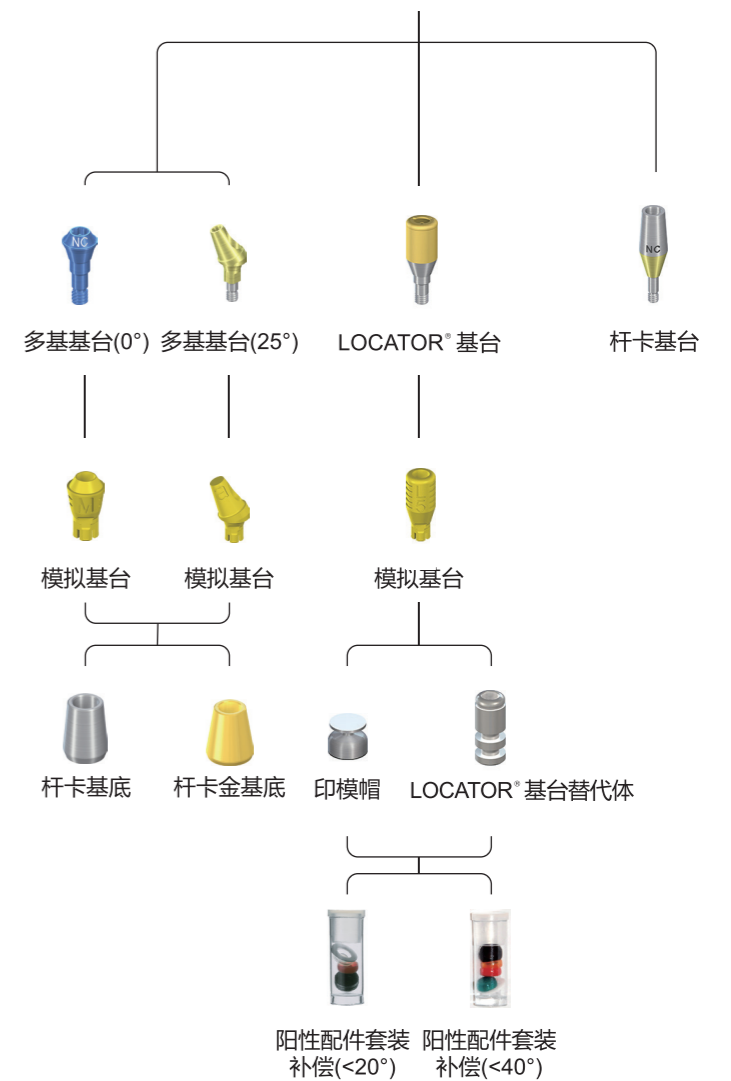 NC
NC
多基基台(0°) 多基基台(25°) LOCATOR® 基台 杆卡基台
M
模拟基台 模拟基台 模拟基台
杆卡基底 杆卡金基底 印模帽 LOCATOR® 基台替代体
阳性配件套装 阳性配件套装
补偿(<20°) 补偿(<40°)